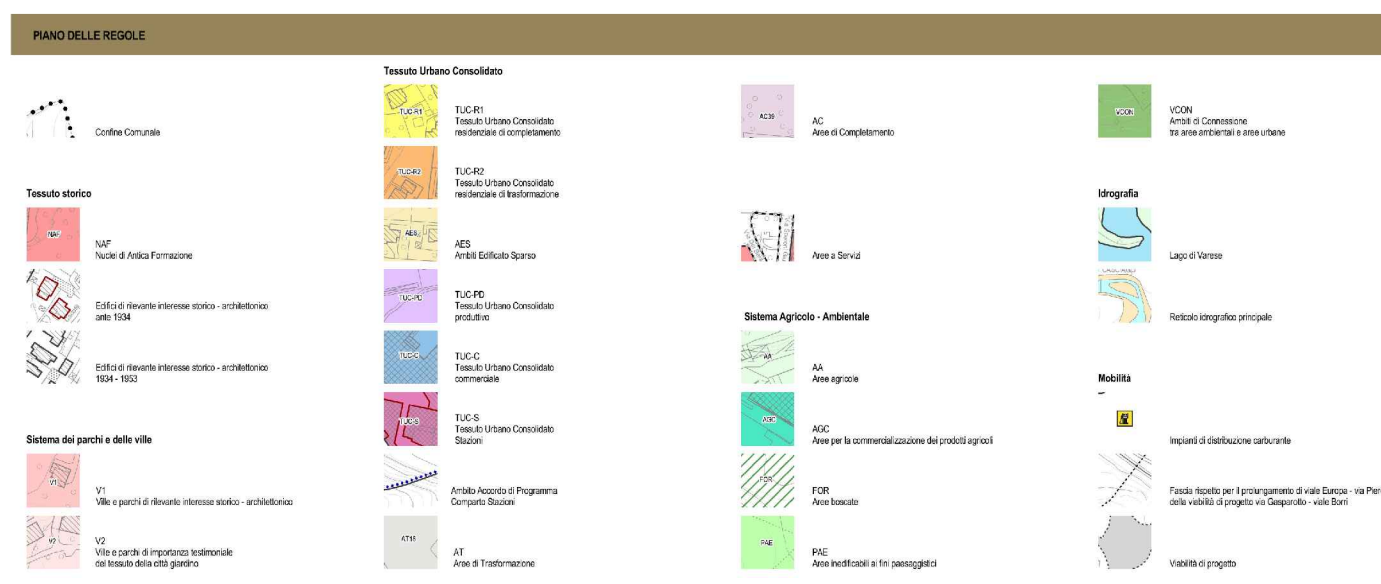 PIANO DELLE REGOLE
Confine Comunale
Tessuto storico
NAF
NAF
Nuclei di Antica Formazione
Edifici di rilevante interesse storico - architettonico
ante 1934
Edifici di rilevante interesse storico - architettonico
1934 - 1953
Sistema dei parchi e delle ville
V1
V1
Ville e parchi di rilevante interesse storico - architettonico
V2
V2
Ville e parchi di importanza testimoniale
del tessuto della città giardino
Tessuto Urbano Consolidato
TUC-R1
TUC-R1
Tessuto Urbano Consolidato
residenziale di completamento
TUC-R2
TUC-R2
Tessuto Urbano Consolidato
residenziale di trasformazione
AES
AES
Ambiti Edificato Sparso
TUC-PD
TUC-PD
Tessuto Urbano Consolidato
produttivo
TUC-C
TUC-C
Tessuto Urbano Consolidato
commerciale
TUC-S
TUC-S
Tessuto Urbano Consolidato
Stazioni
Ambito Accordo di Programma
Comparto Stazioni
AT
Aree di Trasformazione
AC39
AC
Aree di Completamento
Aree a Servizi
Sistema Agricolo - Ambientale
AA
AA
Aree agricole
AGC
AGC
Aree per la commercializzazione dei prodotti agricoli
FOR
FOR
Aree boscate
PAE
PAE
Aree inedificabili ai fini paesaggistici
VCON
VCON
Ambiti di Connessione
tra aree ambientali e aree urbane
Idrografia
Lago di Varese
Reticolo idrografico principale
Mobilità
Impianti di distribuzione carburante
Fascia rispetto per il prolungamento di viale Europa - via Pier
della viabilità di progetto via Gasparotto - viale Borri
Viabilità di progetto